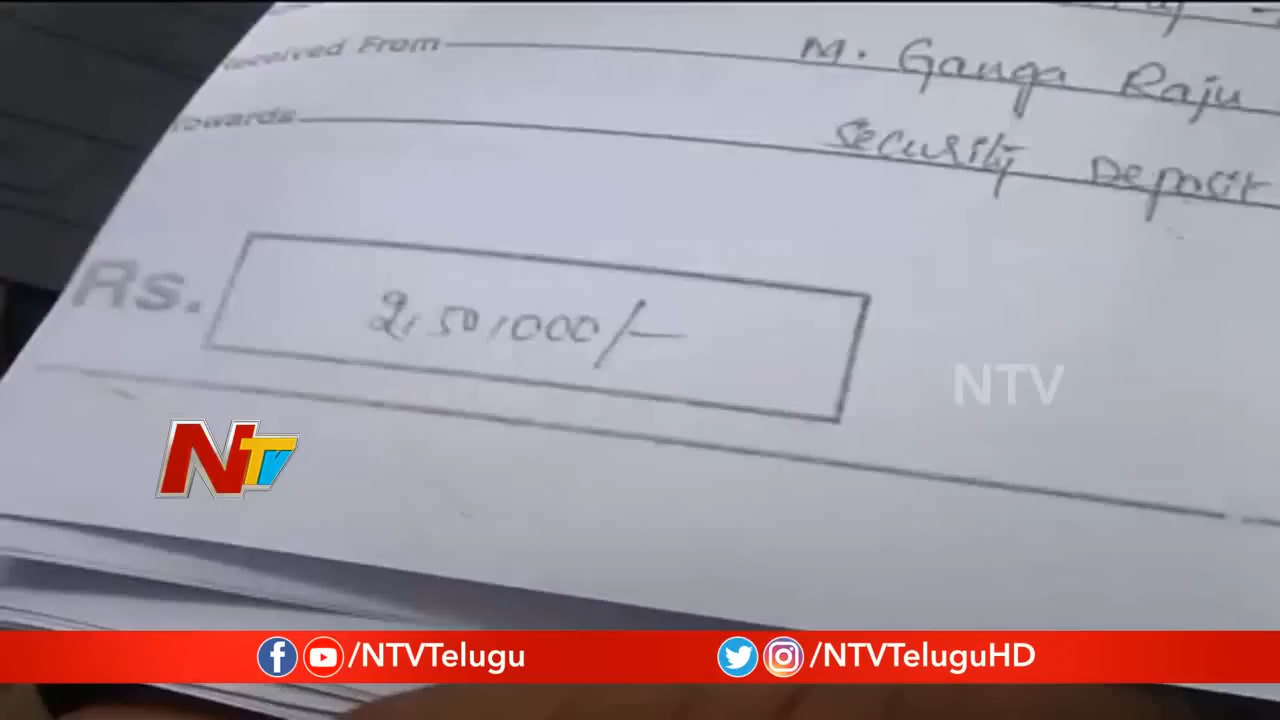 Received From M. Ganga Raju
Towards Security Deposit
Rs. 2,50,000/-
NTV
NTV
/NTVTelugu
/NTVTeluguHD